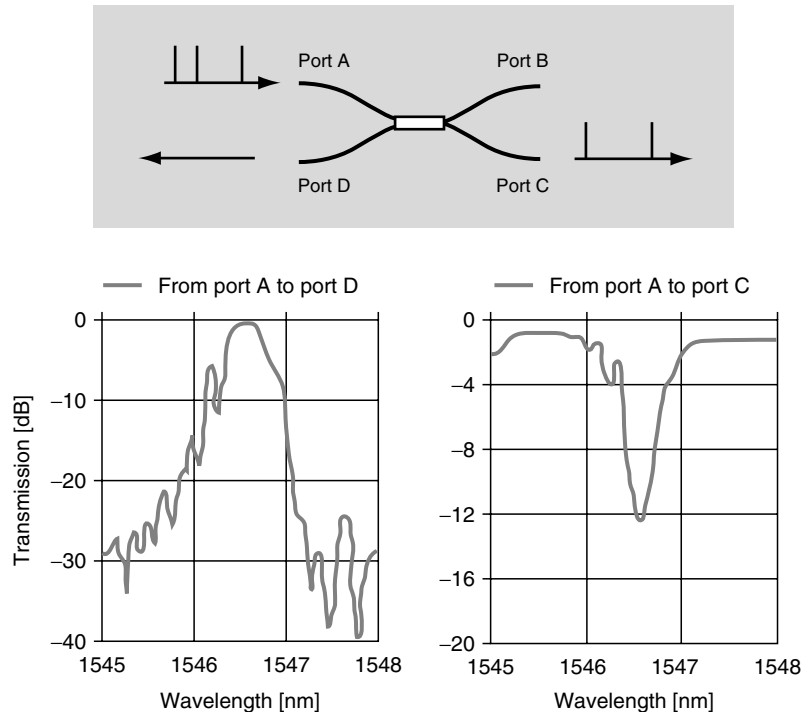 Port A
Port B
Port D
Port C
From port A to port D
From port A to port C
Transmission [dB]
0
−10
−20
−30
−40
1545
1546
1547
1548
Wavelength [nm]
0
−4
−8
−12
−16
−20
1545
1546
1547
1548
Wavelength [nm]